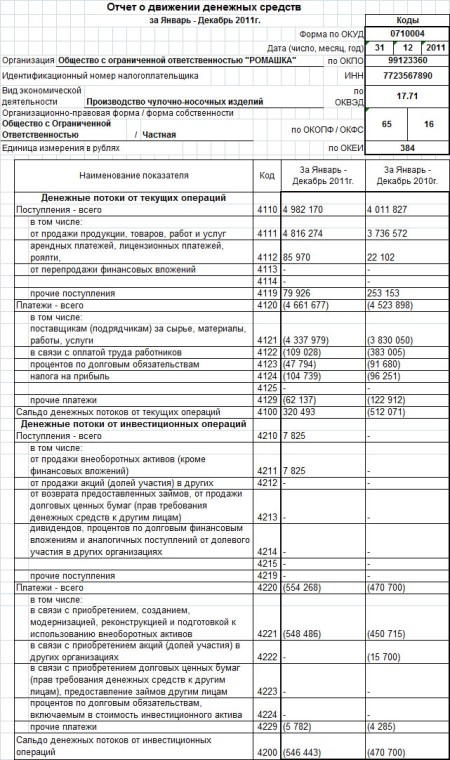 Отчет о движении денежных средств
за Январь - Декабрь 2011г.
Коды
Форма по ОКУД 0710004
Дата (число, месяц, год) 31 12 2011
Организация Общество с ограниченной ответственностью "РОМАШКА" по ОКПО 99123360
Идентификационный номер налогоплательщика ИНН 7723567890
Вид экономической
деятельности Производство чулочно-носочных изделий по ОКВЭД 17.71
Организационно-правовая форма / форма собственности
Общество с Ограниченной
Ответственностью / Частная по ОКОПФ / ОКФС 65 16
Единица измерения в рублях по ОКЕИ 384
Наименование показателя Код За Январь - Декабрь 2011г. За Январь - Декабрь 2010г.
Денежные потоки от текущих операций
Поступления - всего 4110 4 982 170 4 011 827
в том числе:
от продажи продукции, товаров, работ и услуг 4111 4 816 274 3 736 572
арендных платежей, лицензионных платежей,
роялти, 4112 85 970 22 102
от перепродажи финансовых вложений 4113 - -
4114 - -
прочие поступления 4119 79 926 253 153
Платежи - всего 4120 (4 661 677) (4 523 898)
в том числе:
поставщикам (подрядчикам) за сырье, материалы,
работы, услуги 4121 (4 337 979) (3 830 050)
в связи с оплатой труда работников 4122 (109 028) (383 005)
процентов по долговым обязательствам 4123 (47 794) (91 680)
налога на прибыль 4124 (104 739) (96 251)
4125 - -
прочие платежи 4129 (62 137) (122 912)
Сальдо денежных потоков от текущих операций 4100 320 493 (512 071)
Денежные потоки от инвестиционных операций
Поступления - всего 4210 7 825 -
в том числе:
от продажи внеоборотных активов (кроме
финансовых вложений) 4211 7 825 -
от продажи акций (долей участия) в других 4212 - -
от возврата предоставленных займов, от продажи
долговых ценных бумаг (прав требования
денежных средств к другим лицам) 4213 - -
дивидендов, процентов по долговым финансовым
вложениям и аналогичных поступлений от долевого
участия в других организациях 4214 - -
4215 - -
прочие поступления 4219 - -
Платежи - всего 4220 (554 268) (470 700)
в том числе:
в связи с приобретением, созданием,
модернизацией, реконструкцией и подготовкой к
использованию внеоборотных активов 4221 (548 486) (450 715)
в связи с приобретением акций (долей участия) в
других организациях 4222 - (15 700)
в связи с приобретением долговых ценных бумаг
(прав требования денежных средств к другим
лицам), предоставление займов другим лицам 4223 - -
процентов по долговым обязательствам,
включаемым в стоимость инвестиционного актива 4224 - -
прочие платежи 4229 (5 782) (4 285)
Сальдо денежных потоков от инвестиционных
операций 4200 (546 443) (470 700)